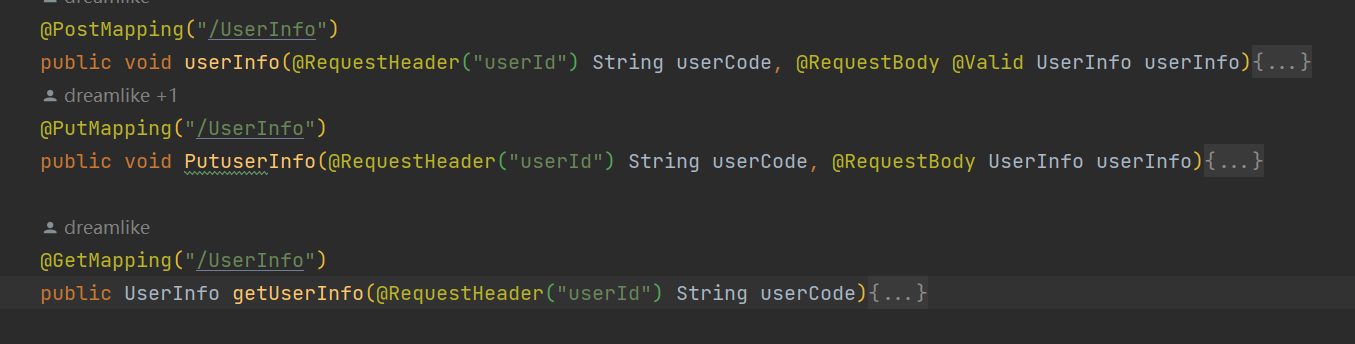 dreamlike
@PostMapping("/UserInfo")
public void userInfo(@RequestHeader("userId") String userCode, @RequestBody @Valid UserInfo userInfo){...}
dreamlike +1
@PutMapping("/UserInfo")
public void PutuserInfo(@RequestHeader("userId") String userCode, @RequestBody UserInfo userInfo){...}
dreamlike
@GetMapping("/UserInfo")
public UserInfo getUserInfo(@RequestHeader("userId") String userCode){...}